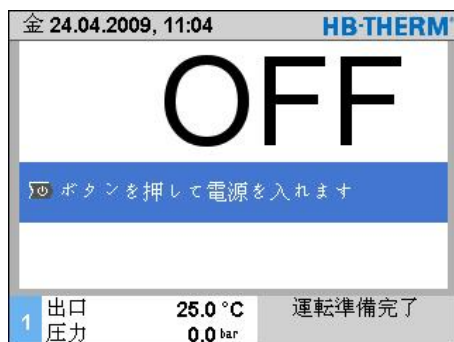 金 24.04.2009, 11:04 HB-THERM
OFF
ボタンを押して電源を入れます
1 出口 25.0 °C 運転準備完了
圧力 0.0 bar